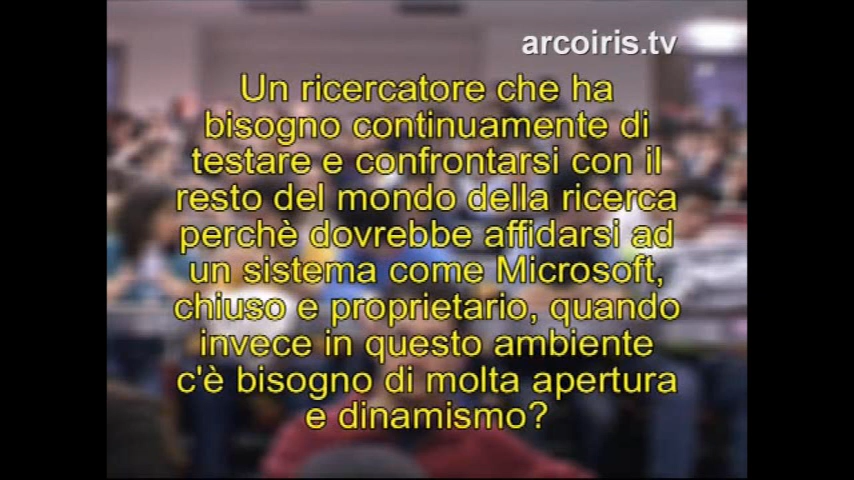 arcoiris.tv
Un ricercatore che ha
bisogno continuamente di
testare e confrontarsi con il
resto del mondo della ricerca
perchè dovrebbe affidarsi ad
un sistema come Microsoft,
chiuso e proprietario, quando
invece in questo ambiente
c'è bisogno di molta apertura
e dinamismo?